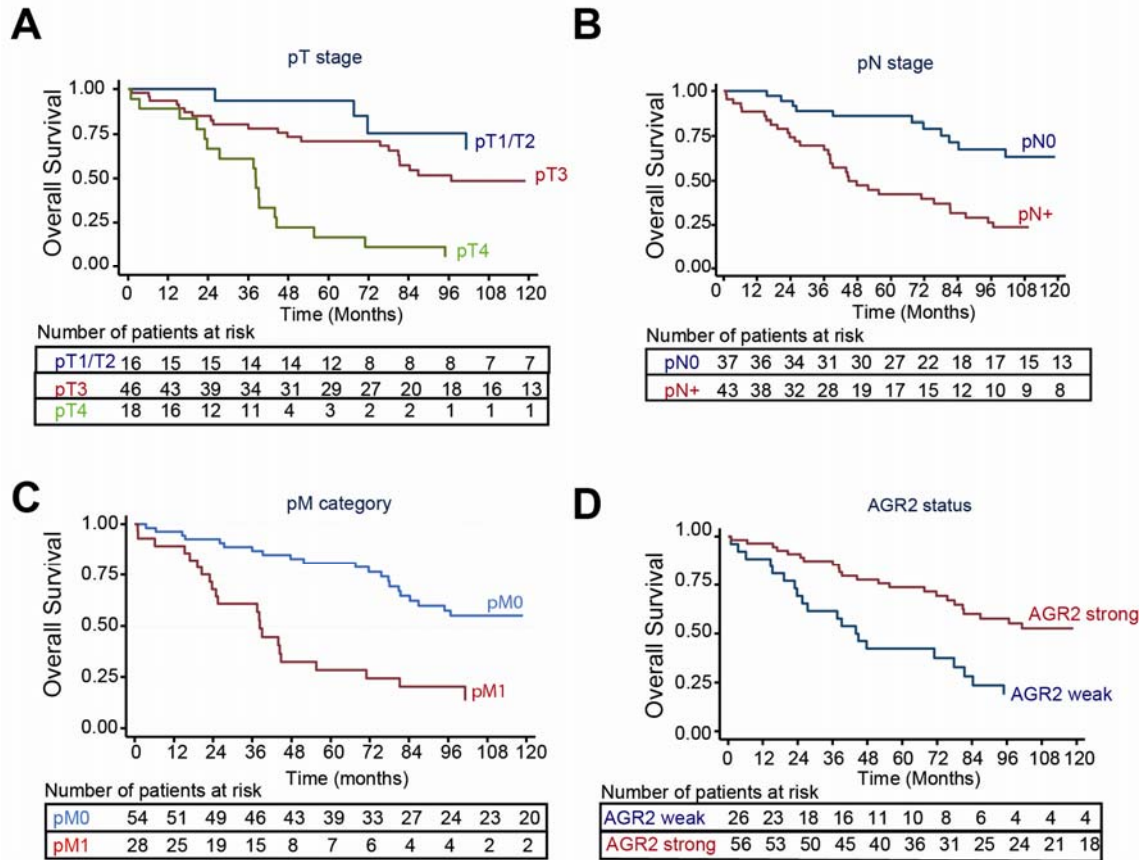 A
pT stage
Overall Survival
1.00
0.75
0.50
0.25
0.00
pT1/T2
pT3
pT4
0 12 24 36 48 60 72 84 96 108 120
Time (Months)
Number of patients at risk
pT1/T2 16 15 15 14 14 12 8 8 8 7 7
pT3 46 43 39 34 31 29 27 20 18 16 13
pT4 18 16 12 11 4 3 2 2 1 1 1
B
pN stage
Overall Survival
1.00
0.75
0.50
0.25
0.00
pN0
pN+
0 12 24 36 48 60 72 84 96 108 120
Time (Months)
Number of patients at risk
pN0 37 36 34 31 30 27 22 18 17 15 13
pN+ 43 38 32 28 19 17 15 12 10 9 8
C
pM category
Overall Survival
1.00
0.75
0.50
0.25
0.00
pM0
pM1
0 12 24 36 48 60 72 84 96 108 120
Time (months)
Number of patients at risk
pM0 54 51 49 46 43 39 33 27 24 23 20
pM1 28 25 19 15 8 7 6 4 4 2 2
D
AGR2 status
Overall Survival
1.00
0.75
0.50
0.25
0.00
AGR2 strong
AGR2 weak
0 12 24 36 48 60 72 84 96 108 120
Time (Months)
Number of patients at risk
AGR2 weak 26 23 18 16 11 10 8 6 4 4 4
AGR2 strong 56 53 50 45 40 36 31 25 24 21 18